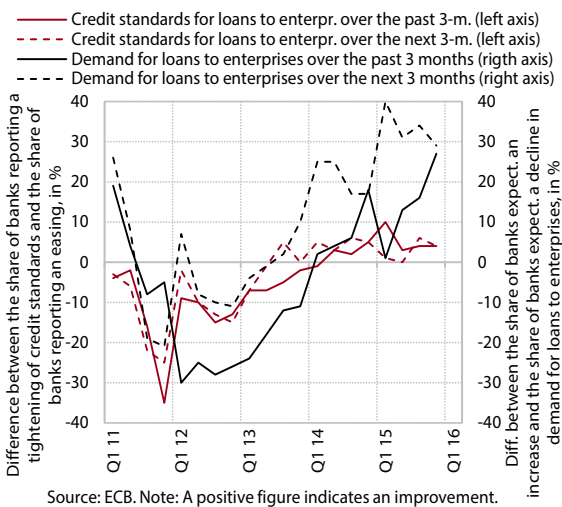 Credit standards for loans to enterpr. over the past 3-m. (left axis)
Credit standards for loans to enterpr. over the next 3-m. (left axis)
Demand for loans to enterprises over the past 3 months (rigth axis)
Demand for loans to enterprises over the next 3 months (right axis)
Difference between the share of banks reporting a
tightening of credit standards and the share of
banks reporting an easing, in %
40
30
20
10
0
-10
-20
-30
-40
40
30
20
10
0
-10
-20
-30
-40
Diff. between the share of banks expect. an
increase and the share of banks expect. a decline in
demand for loans to enterprises, in %
Q1 11
Q1 12
Q1 13
Q1 14
Q1 15
Q1 16
Source: ECB. Note: A positive figure indicates an improvement.